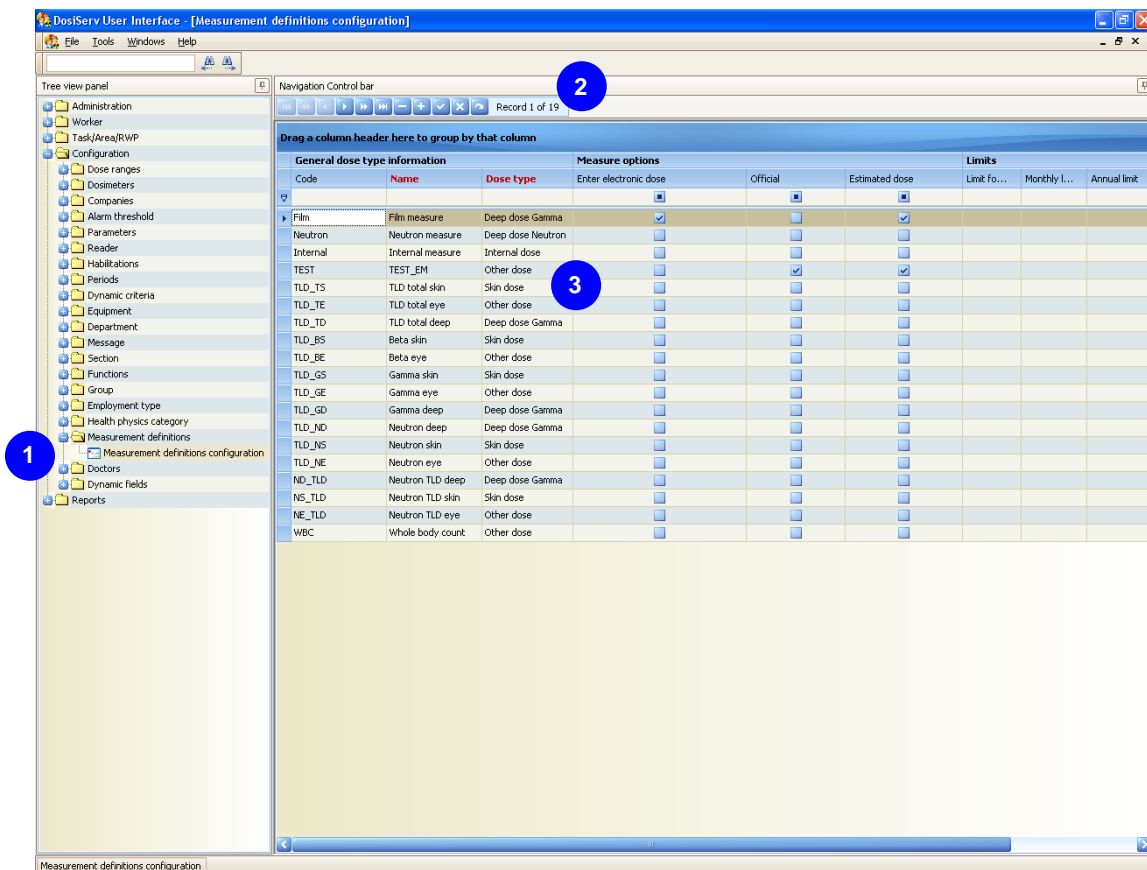 DosiServ User Interface - [Measurement definitions configuration]
File Tools Windows Help
Tree view panel
Navigation Control bar
2
Administration
Worker
Task/Area/RWP
Configuration
Dose ranges
Dosimeters
Companies
Alarm threshold
Parameters
Reader
Habilitations
Periods
Dynamic criteria
Equipment
Department
Message
Section
Functions
Group
Employment type
Health physics category
Measurement definitions
1
Measurement definitions configuration
Doctors
Dynamic fields
Reports
Record 1 of 19
Drag a column header here to group by that column
General dose type information Measure options Limits
Code Name Dose type Enter electronic dose Official Estimated dose Limit fo... Monthly l... Annual limit
Film Film measure Deep dose Gamma
Neutron Neutron measure Deep dose Neutron
Internal Internal measure Internal dose
TEST TEST_EM Other dose
3
TLD_TS TLD total skin Skin dose
TLD_TE TLD total eye Other dose
TLD_TD TLD total deep Deep dose Gamma
TLD_BS Beta skin Skin dose
TLD_BE Beta eye Other dose
TLD_GS Gamma skin Skin dose
TLD_GE Gamma eye Other dose
TLD_GD Gamma deep Deep dose Gamma
TLD_ND Neutron deep Deep dose Gamma
TLD_NS Neutron skin Skin dose
TLD_NE Neutron eye Other dose
ND_TLD Neutron TLD deep Deep dose Gamma
NS_TLD Neutron TLD skin Skin dose
NE_TLD Neutron TLD eye Other dose
WBC Whole body count Other dose
Measurement definitions configuration